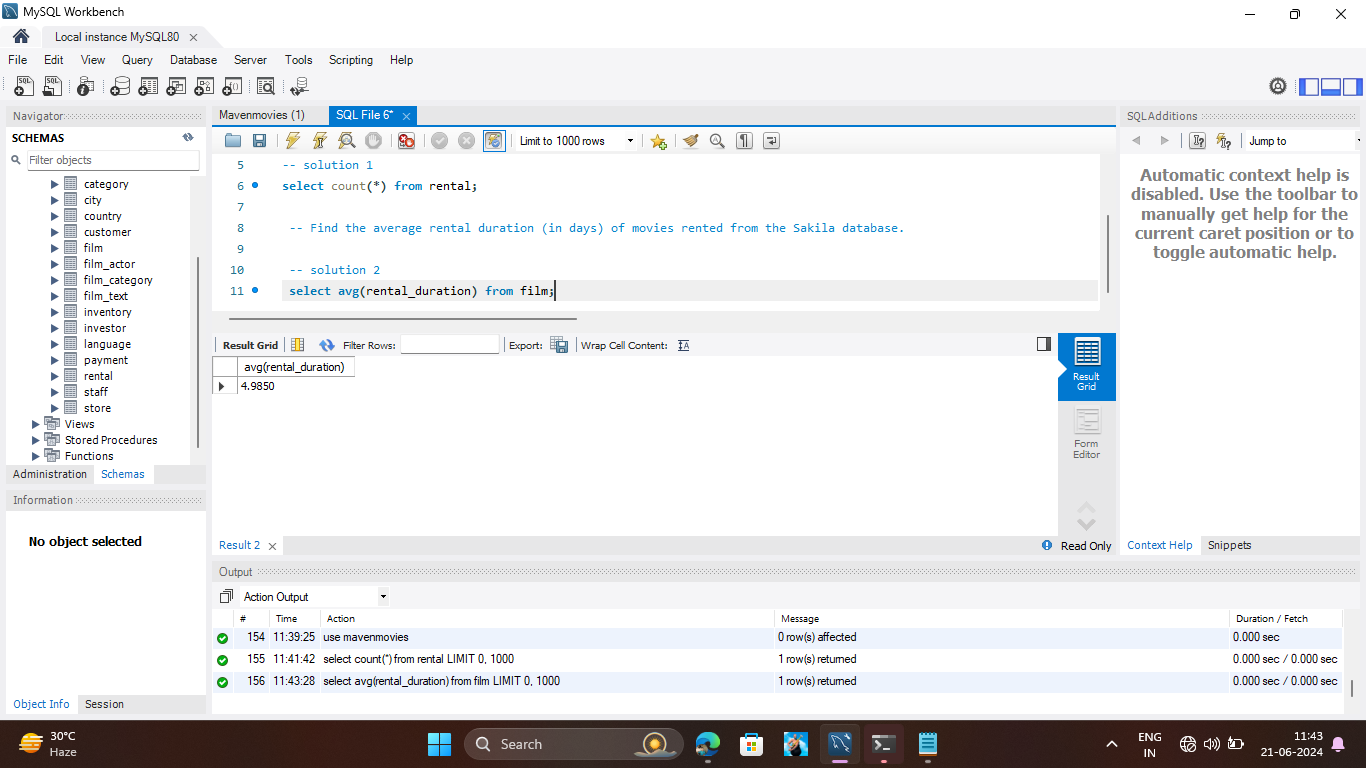 MySQL Workbench
Local instance MySQL80
File Edit View Query Database Server Tools Scripting Help
Navigator
SCHEMAS
Filter objects
category
city
country
customer
film
film_actor
film_category
film_text
inventory
investor
language
payment
rental
staff
store
Views
Stored Procedures
Functions
Administration Schemas
Information
No object selected
Object Info Session
Mavenmovies (1) SQL File 6*
Limit to 1000 rows
5 -- solution 1
6 select count(*) from rental;
7
8 -- Find the average rental duration (in days) of movies rented from the Sakila database.
9
10 -- solution 2
11 select avg(rental_duration) from film;
Result Grid Filter Rows: Export: Wrap Cell Content:
avg(rental_duration)
4.9850
Result Grid
Form Editor
Result 2 Read Only
SQLAdditions
Jump to
Automatic context help is
disabled. Use the toolbar to
manually get help for the
current caret position or to
toggle automatic help.
Context Help Snippets
Output
Action Output
# Time Action Message Duration / Fetch
154 11:39:25 use mavenmovies 0 row(s) affected 0.000 sec
155 11:41:42 select count(*) from rental LIMIT 0, 1000 1 row(s) returned 0.000 sec / 0.000 sec
156 11:43:28 select avg(rental_duration) from film LIMIT 0, 1000 1 row(s) returned 0.000 sec / 0.000 sec
30°C
Haze
Search
ENG
IN
11:43
21-06-2024